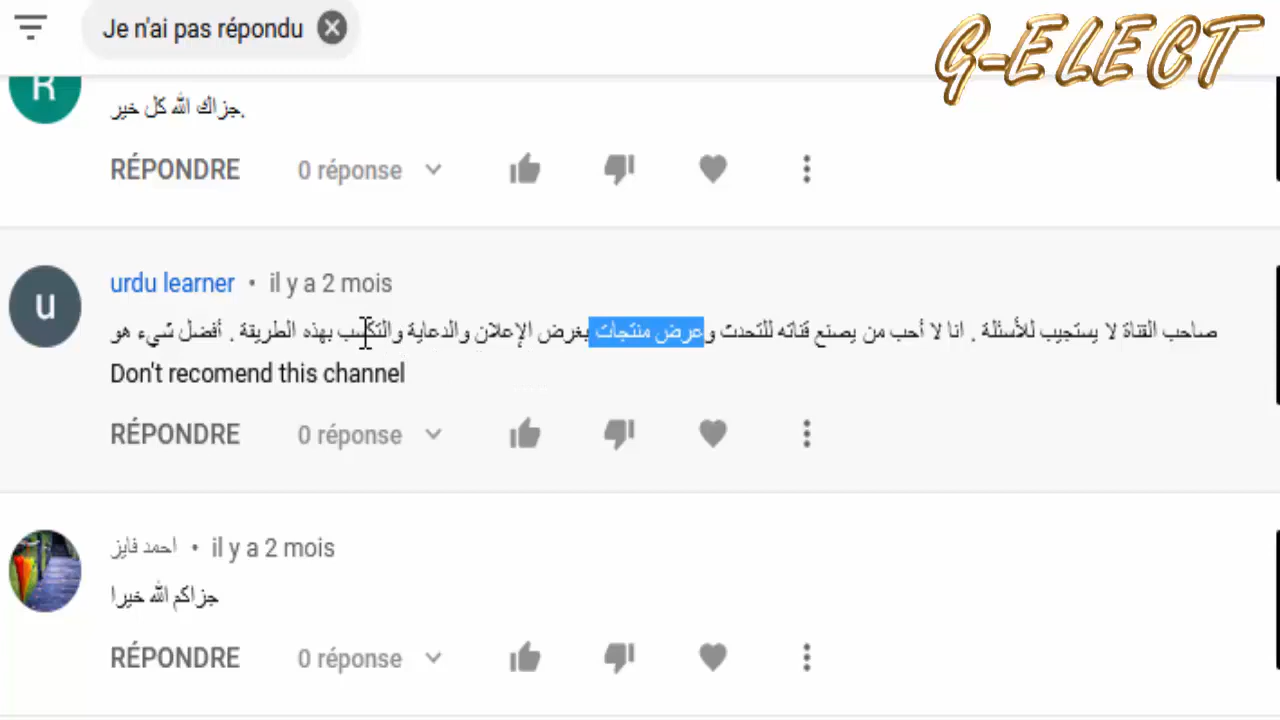 Je n'ai pas répondu
G-ELECT
R
جزاك الله كل خير.
RÉPONDRE 0 réponse
u
urdu learner • il y a 2 mois
صاحب القناة لا يستجيب للأسئلة . انا لا أحب من يصنع قناته للتحدث وعرض منتجات بغرض الإعلان والدعاية والتكسب بهذه الطريقة . أفضل شيء هو
Don't recomend this channel
RÉPONDRE 0 réponse
احمد فايز • il y a 2 mois
جزاكم الله خيرا
RÉPONDRE 0 réponse